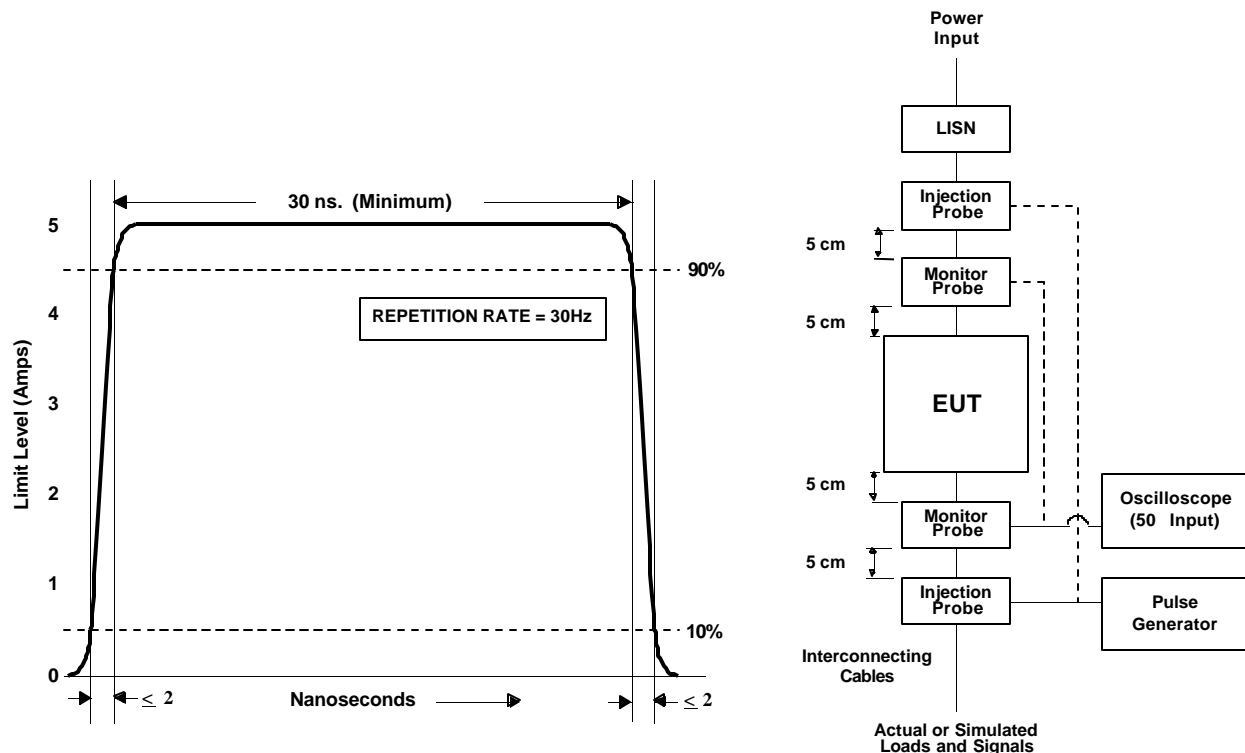 30 ns. (Minimum)
5
90%
4
REPETITION RATE = 30Hz
3
Limit Level (Amps)
2
1
10%
0
≤ 2
Nanoseconds
≤ 2
Power
Input
LISN
Injection
Probe
5 cm
Monitor
Probe
5 cm
EUT
5 cm
Monitor
Probe
Oscilloscope
(50 Input)
5 cm
Injection
Probe
Pulse
Generator
Interconnecting
Cables
Actual or Simulated
Loads and Signals